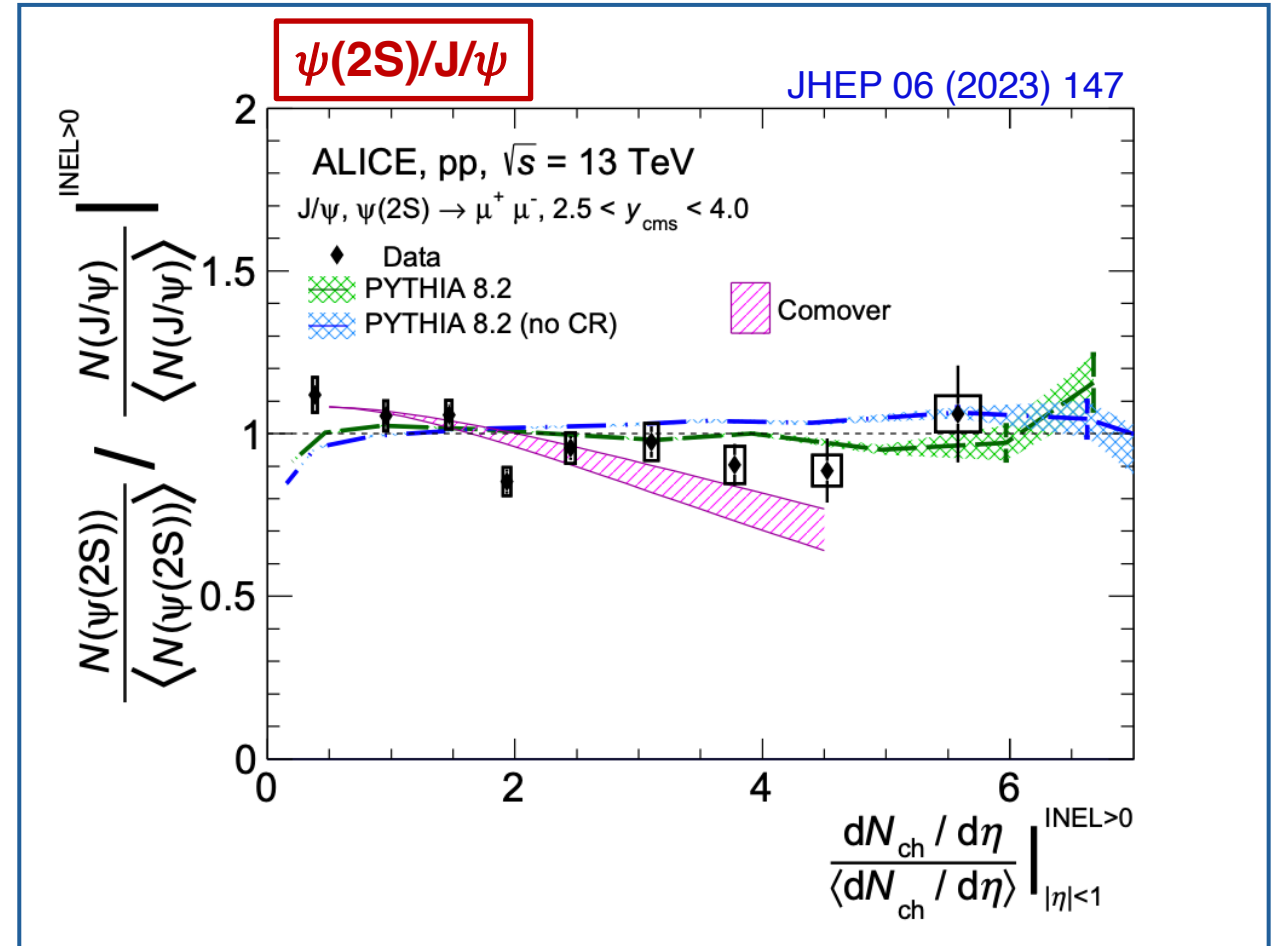 ψ(2S)/J/ψ
JHEP 06 (2023) 147
N(ψ(2S)) / ⟨N(ψ(2S))⟩ / N(J/ψ) / ⟨N(J/ψ)⟩ | INEL>0
2
1.5
1
0.5
0
ALICE, pp, √s = 13 TeV
J/ψ, ψ(2S) → μ⁺ μ⁻, 2.5 < y_cms < 4.0
Data
PYTHIA 8.2
PYTHIA 8.2 (no CR)
Comover
0 2 4 6
dN_ch / dη
⟨dN_ch / dη⟩
INEL>0
|η|<1